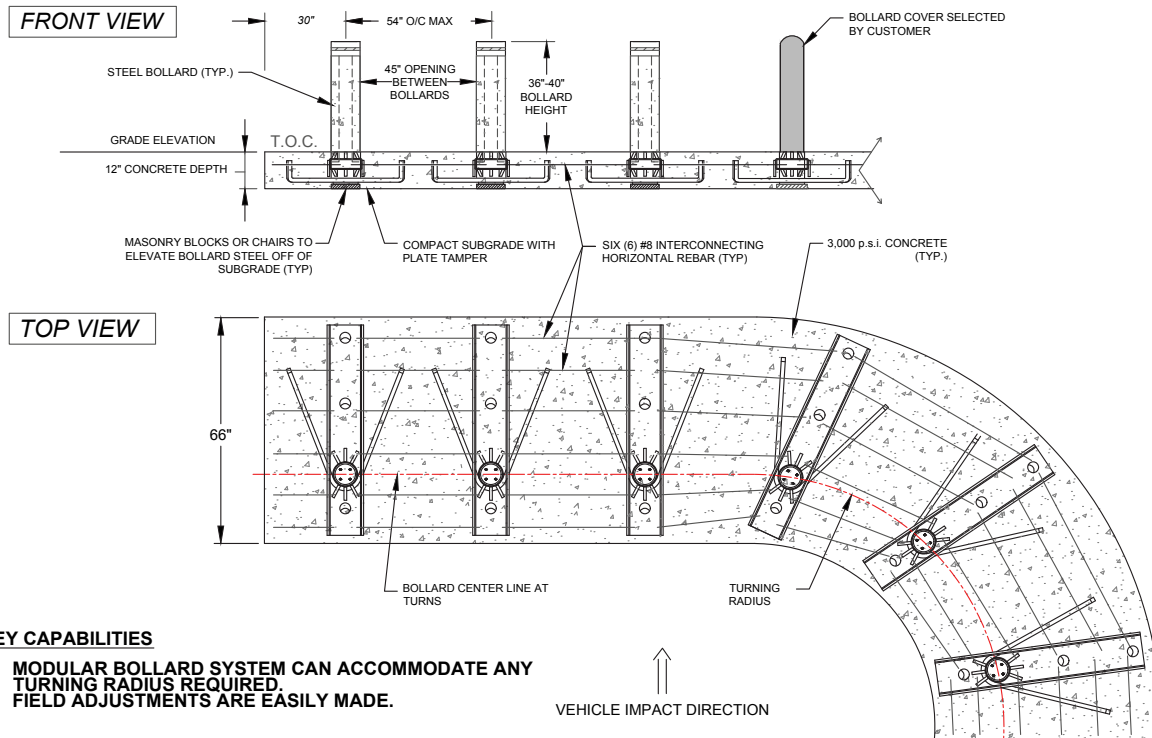 FRONT VIEW
30"
54" O/C MAX
BOLLARD COVER SELECTED
BY CUSTOMER
STEEL BOLLARD (TYP.)
45" OPENING
BETWEEN
BOLLARDS
36"-40"
BOLLARD
HEIGHT
GRADE ELEVATION
T.O.C.
12" CONCRETE DEPTH
MASONRY BLOCKS OR CHAIRS TO
ELEVATE BOLLARD STEEL OFF OF
SUBGRADE (TYP)
COMPACT SUBGRADE WITH
PLATE TAMPER
SIX (6) #8 INTERCONNECTING
HORIZONTAL REBAR (TYP)
3,000 p.s.i. CONCRETE
(TYP.)
TOP VIEW
66"
BOLLARD CENTER LINE AT
TURNS
TURNING
RADIUS
EY CAPABILITIES
MODULAR BOLLARD SYSTEM CAN ACCOMMODATE ANY
TURNING RADIUS REQUIRED.
FIELD ADJUSTMENTS ARE EASILY MADE.
VEHICLE IMPACT DIRECTION